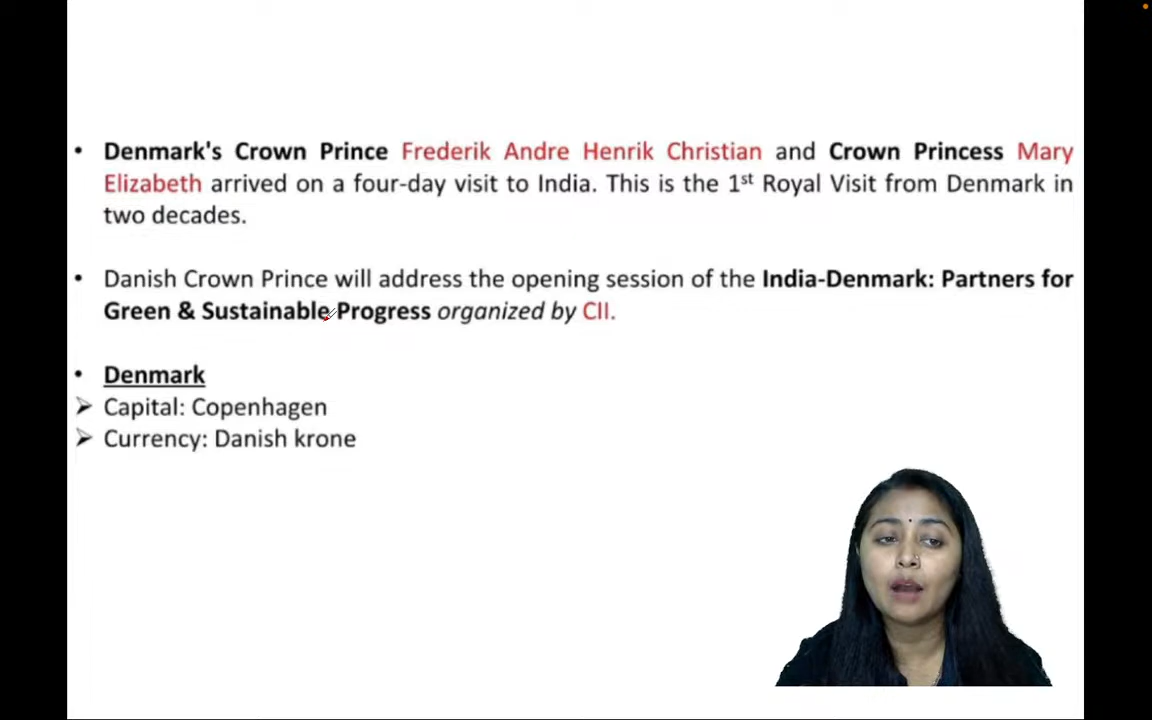 • Denmark's Crown Prince Frederik Andre Henrik Christian and Crown Princess Mary
Elizabeth arrived on a four-day visit to India. This is the 1st Royal Visit from Denmark in
two decades.
• Danish Crown Prince will address the opening session of the India-Denmark: Partners for
Green & Sustainable Progress organized by CII.
• Denmark
➢ Capital: Copenhagen
➢ Currency: Danish krone